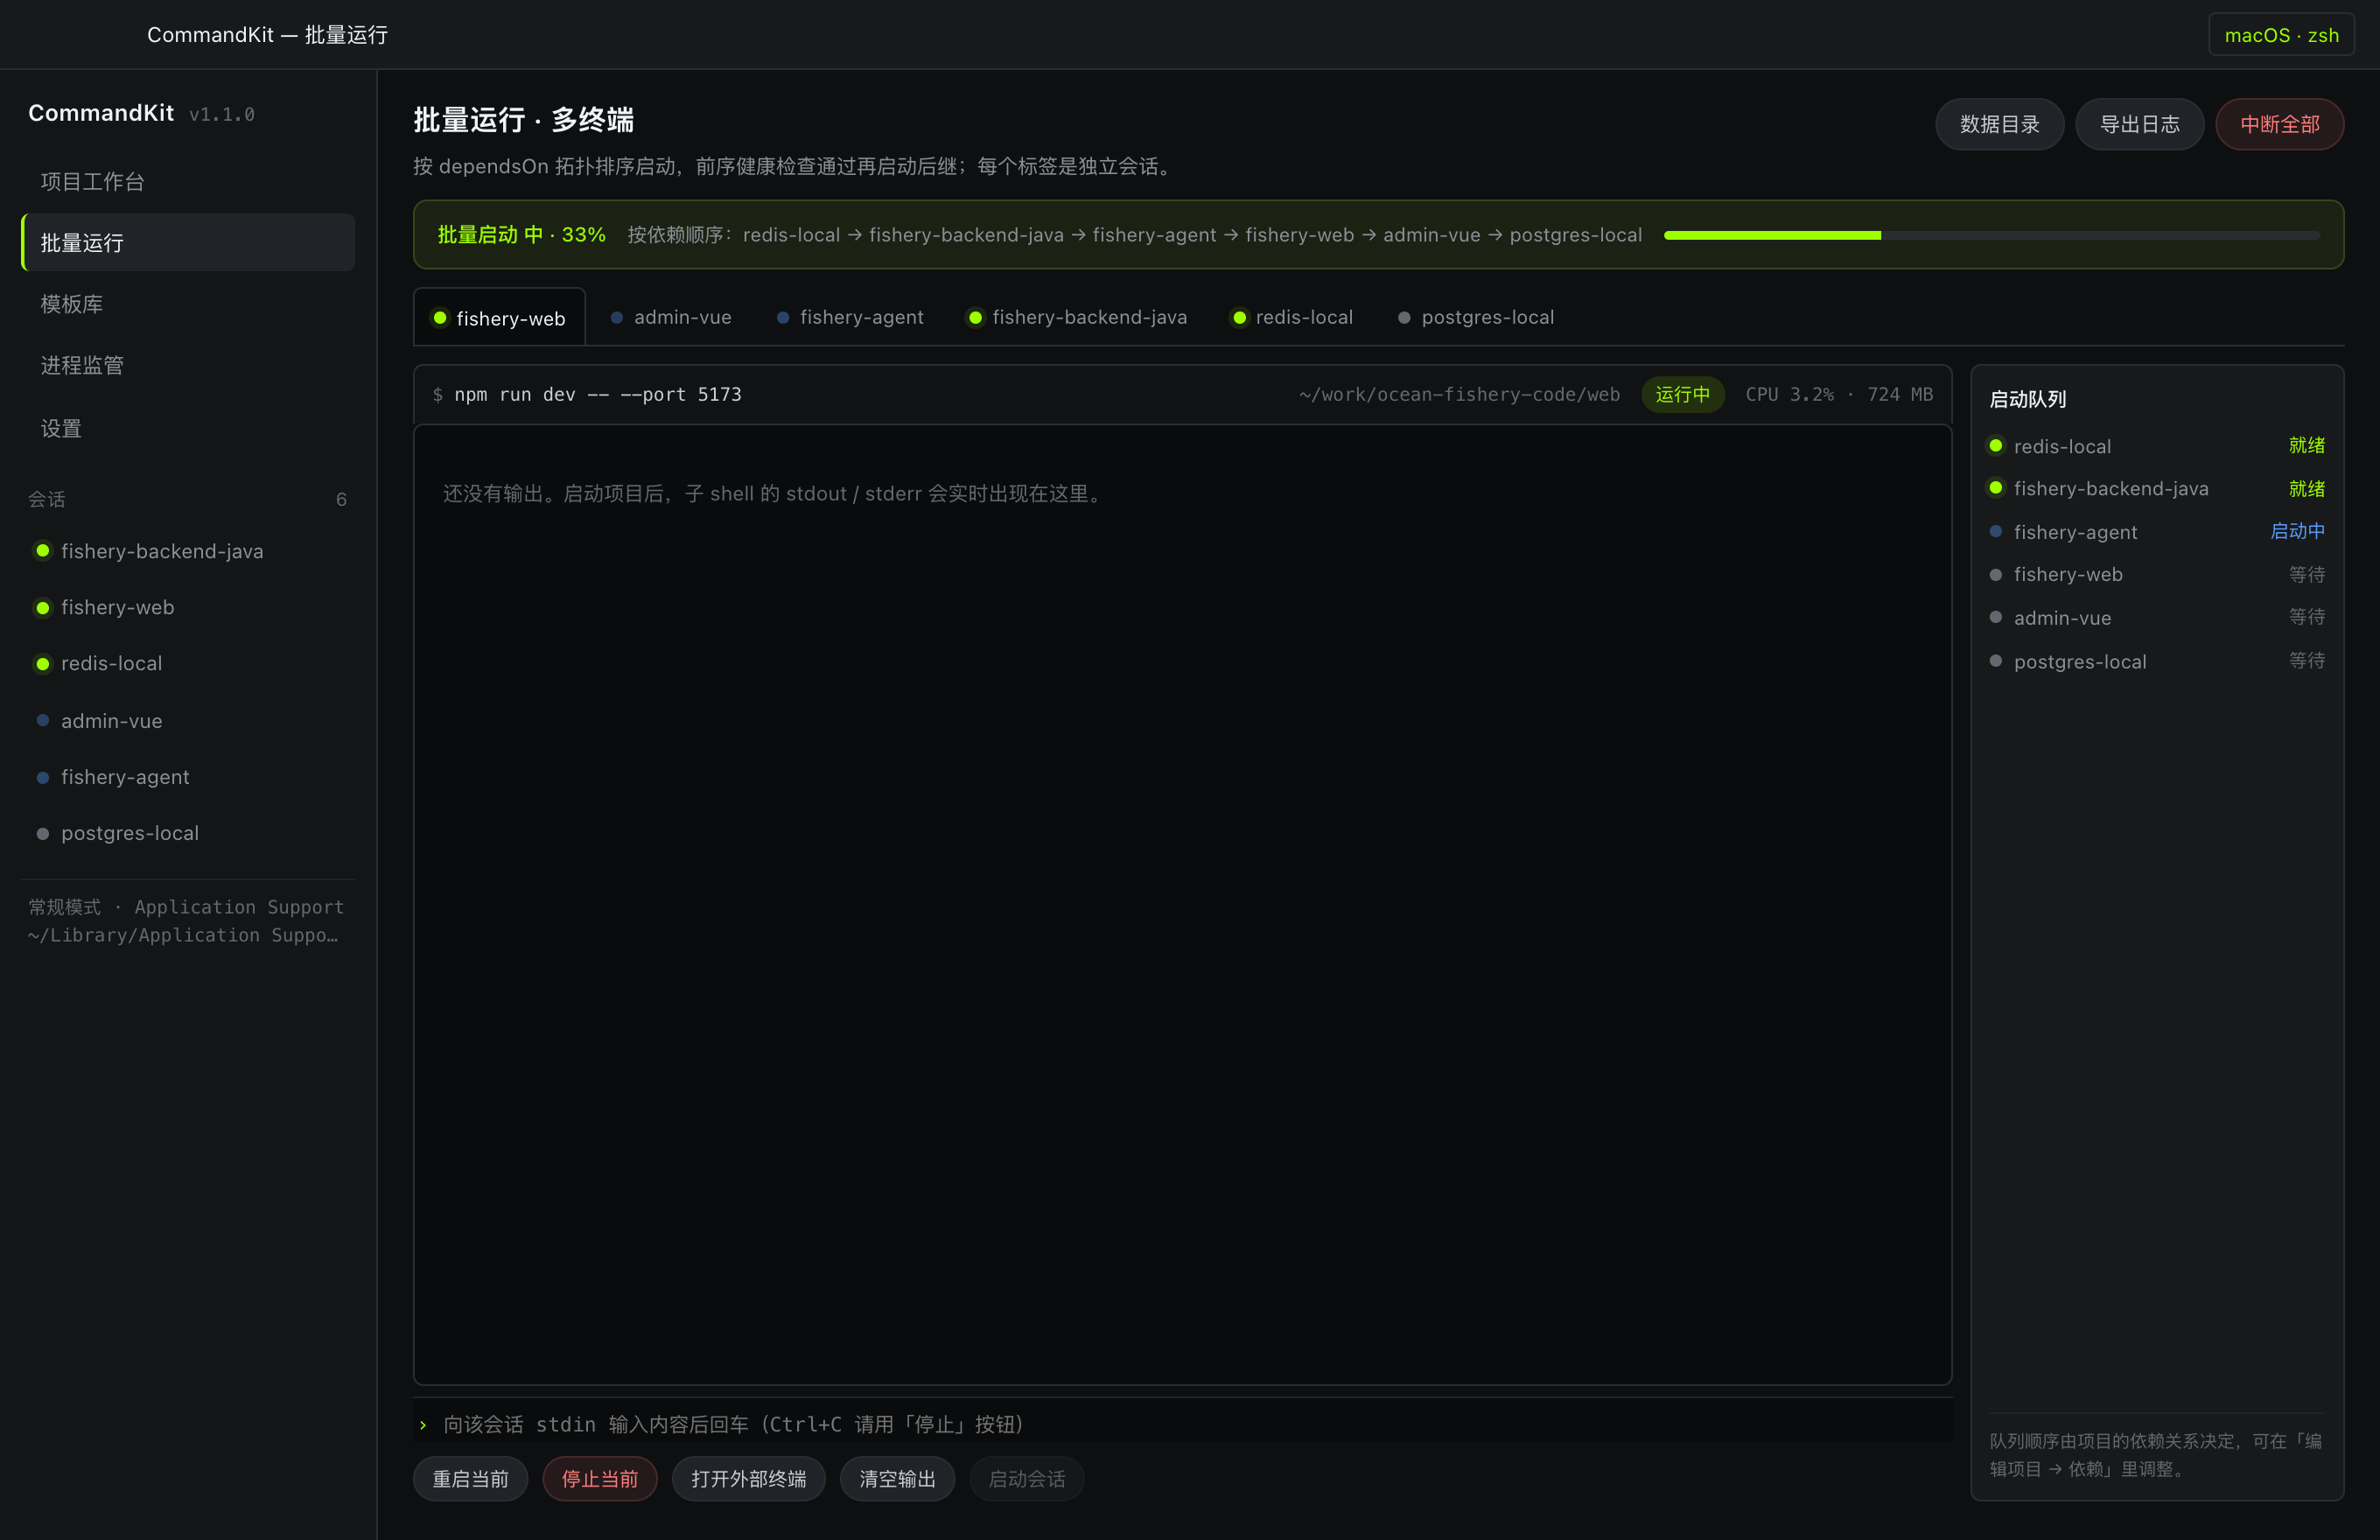 CommandKit — 批量运行
macOS · zsh
CommandKit v1.1.0
项目工作台
批量运行
模板库
进程监管
设置
会话 6
fishery-backend-java
fishery-web
redis-local
admin-vue
fishery-agent
postgres-local
常规模式 · Application Support
~/Library/Application Suppo…
批量运行 · 多终端
数据目录
导出日志
中断全部
按 dependsOn 拓扑排序启动，前序健康检查通过再启动后继；每个标签是独立会话。
批量启动 中 · 33% 按依赖顺序：redis-local → fishery-backend-java → fishery-agent → fishery-web → admin-vue → postgres-local
fishery-web admin-vue fishery-agent fishery-backend-java redis-local postgres-local
$ npm run dev -- --port 5173 ~/work/ocean-fishery-code/web 运行中 CPU 3.2% · 724 MB
还没有输出。启动项目后，子 shell 的 stdout / stderr 会实时出现在这里。
› 向该会话 stdin 输入内容后回车（Ctrl+C 请用「停止」按钮）
重启当前 停止当前 打开外部终端 清空输出 启动会话
启动队列
redis-local 就绪
fishery-backend-java 就绪
fishery-agent 启动中
fishery-web 等待
admin-vue 等待
postgres-local 等待
队列顺序由项目的依赖关系决定，可在「编
辑项目 → 依赖」里调整。